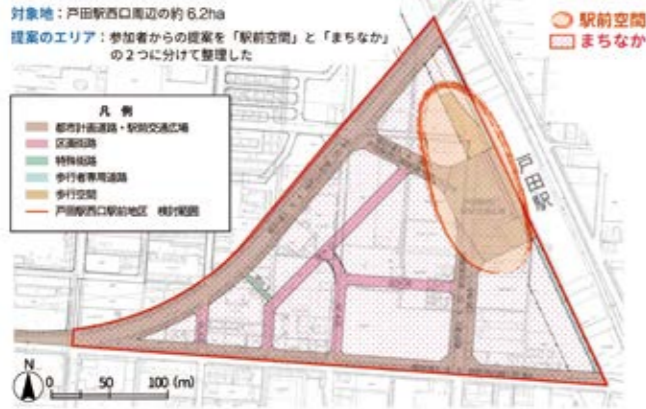 対象地：戸田駅西口周辺の約 6.2ha
提案のエリア：参加者からの提案を「駅前空間」と「まちなか」
の２つに分けて整理した
駅前空間
まちなか
凡 例
都市計画道路・駅前交通広場
区画街路
特殊街路
歩行者専用道路
歩行空間
戸田駅西口駅前地区 検討範囲
戸田駅
N
0 50 100 (m)